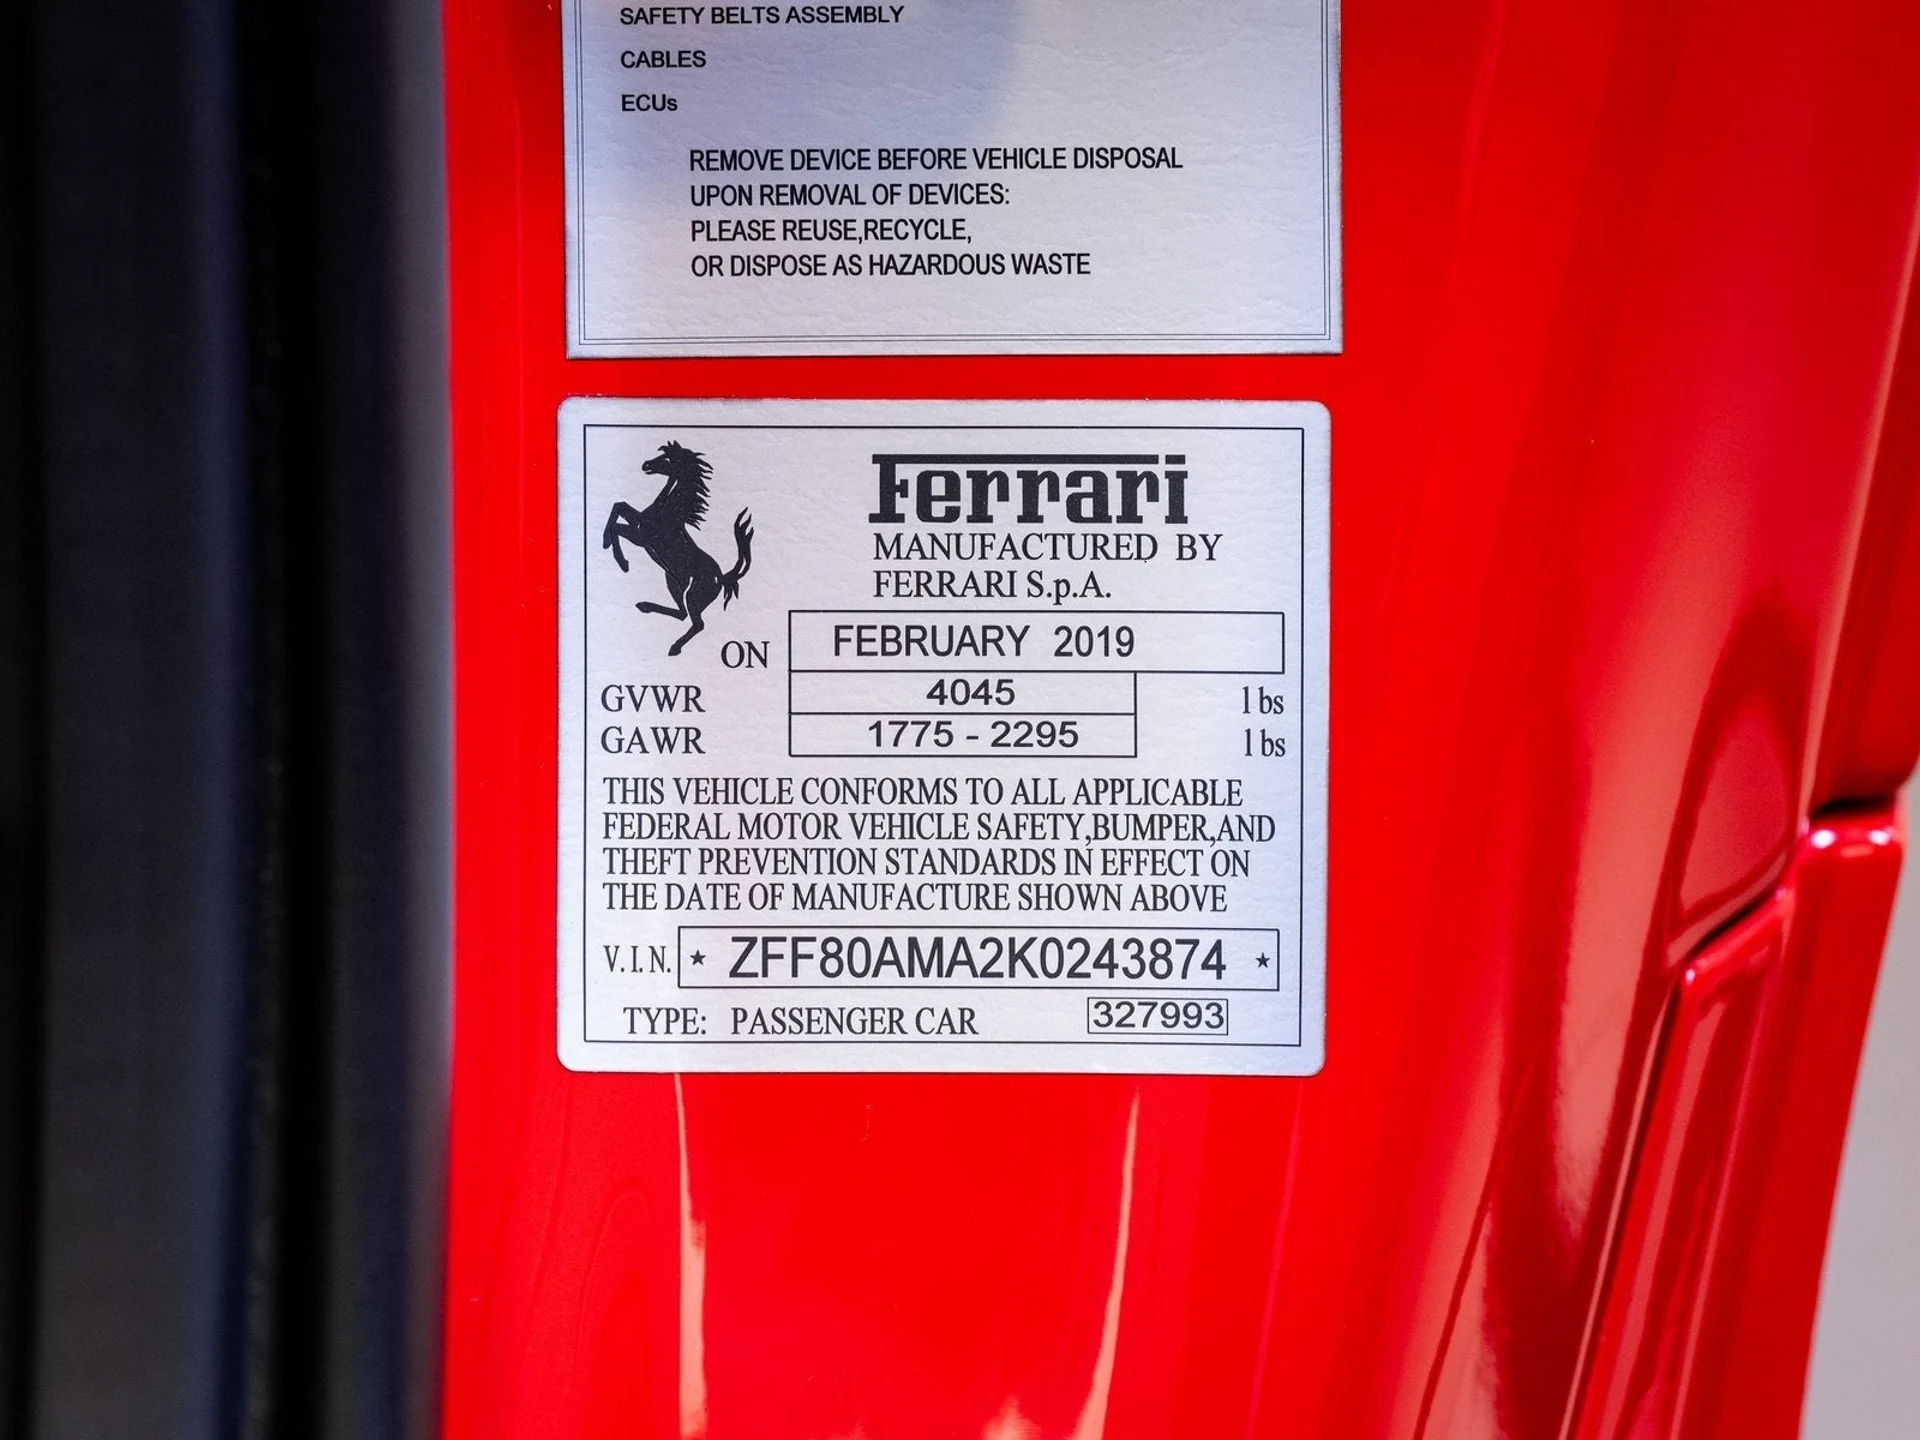 SAFETY BELTS ASSEMBLY
CABLES
ECUs
REMOVE DEVICE BEFORE VEHICLE DISPOSAL
UPON REMOVAL OF DEVICES:
PLEASE REUSE,RECYCLE,
OR DISPOSE AS HAZARDOUS WASTE
Ferrari
MANUFACTURED BY
FERRARI S.p.A.
ON FEBRUARY 2019
GVWR 4045 lbs
GAWR 1775 - 2295 lbs
THIS VEHICLE CONFORMS TO ALL APPLICABLE
FEDERAL MOTOR VEHICLE SAFETY,BUMPER,AND
THEFT PREVENTION STANDARDS IN EFFECT ON
THE DATE OF MANUFACTURE SHOWN ABOVE
V.I.N. ★ ZFF80AMA2K0243874 ★
TYPE: PASSENGER CAR 327993